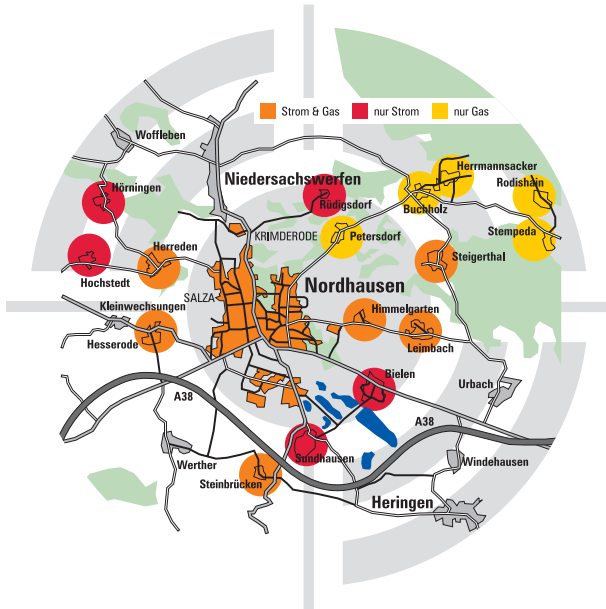 Strom & Gas
nur Strom
nur Gas
Woffleben
Herrmannsacker
Niedersachswerfen
Rodishain
Hörningen
Rüdigsdorf
Buchholz
Stempeda
KRIMDERODE
Petersdorf
Herreden
Steigerthal
Hochstedt
Nordhausen
SALZA
Kleinwechsungen
Himmelgarten
Hesserode
Leimbach
Bielen
Urbach
A38
A38
Sundhausen
Werther
Windehausen
Steinbrücken
Heringen